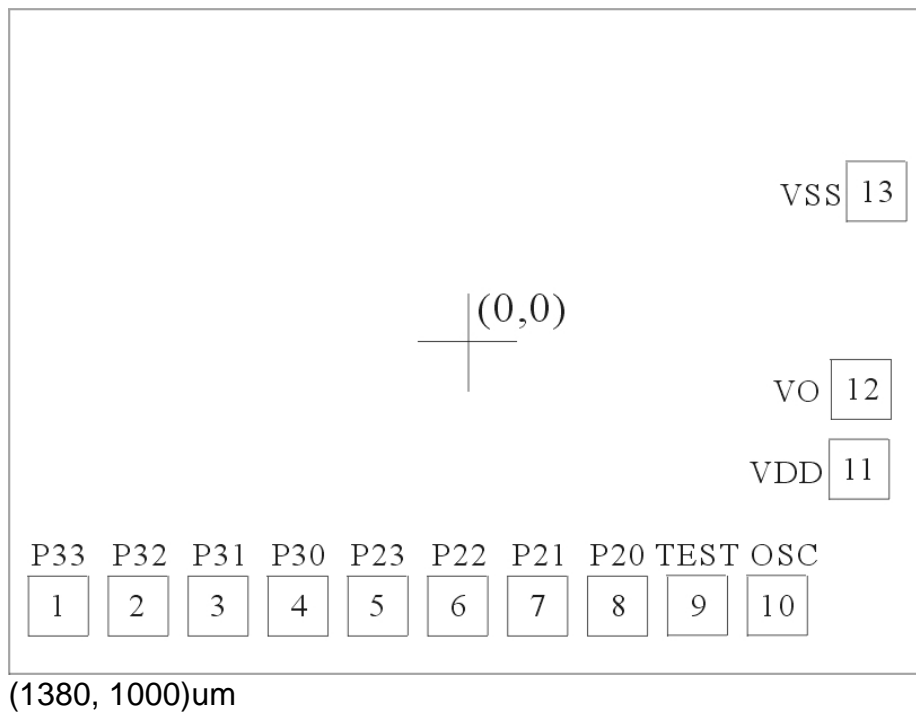 VSS 13
(0,0)
VO 12
VDD 11
P33 P32 P31 P30 P23 P22 P21 P20 TEST OSC
1 2 3 4 5 6 7 8 9 10
(1380, 1000)um